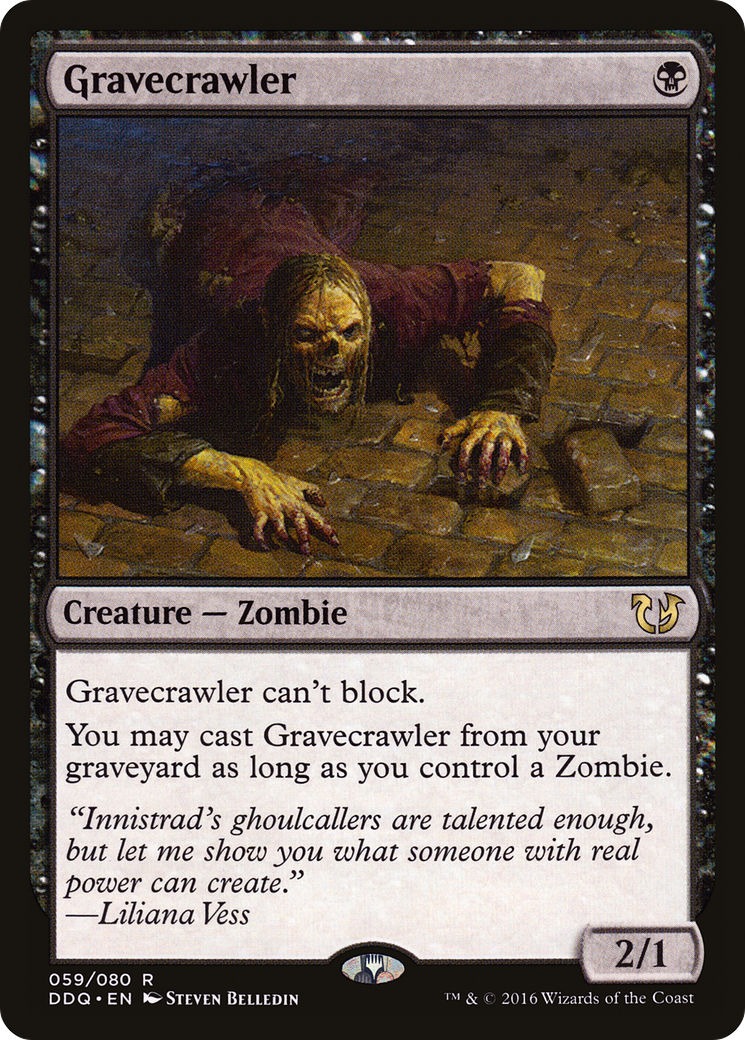 Gravecrawler
Creature — Zombie
Gravecrawler can't block.
You may cast Gravecrawler from your
graveyard as long as you control a Zombie.
“Innistrad's ghoulcallers are talented enough,
but let me show you what someone with real
power can create.”
—Liliana Vess
2/1
059/080 R
DDQ • EN Steven Belledin
™ & © 2016 Wizards of the Coast